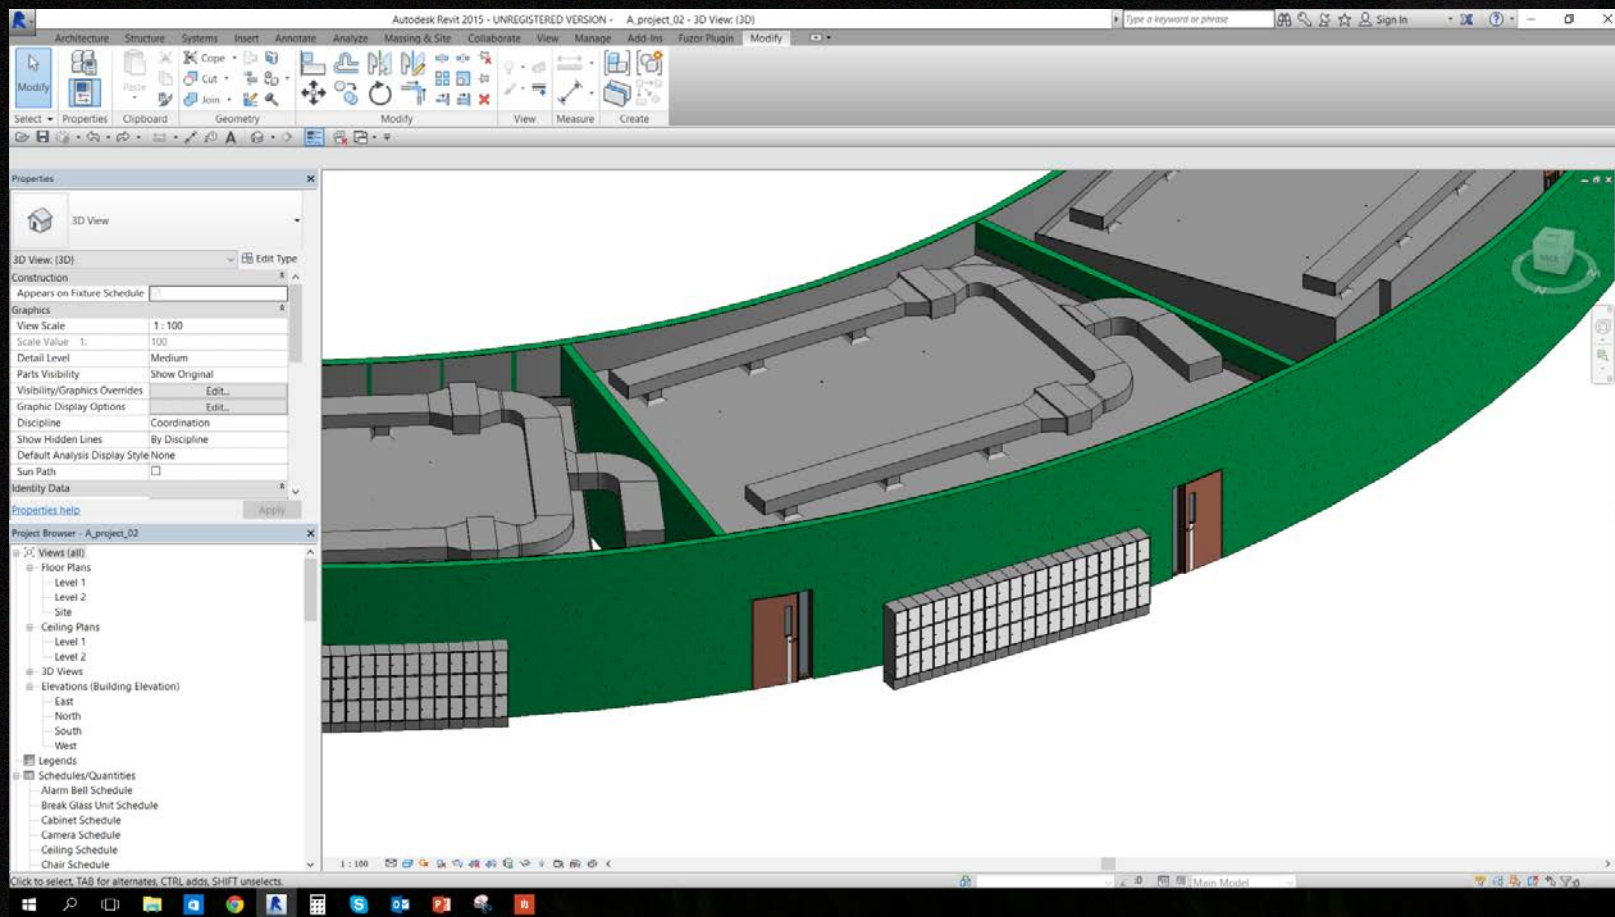 Autodesk Revit 2015 - UNREGISTERED VERSION - A_project_02 - 3D View: {3D}
Type a keyword or phrase
Sign In
Architecture Structure Systems Insert Annotate Analyze Massing & Site Collaborate View Manage Add-Ins Fuzor Plugin Modify
Modify
Paste
Cope
Cut
Join
Select Properties Clipboard Geometry Modify View Measure Create
Properties
3D View
3D View: {3D} Edit Type
Construction
Appears on Fixture Schedule
Graphics
View Scale 1 : 100
Scale Value 1: 100
Detail Level Medium
Parts Visibility Show Original
Visibility/Graphics Overrides Edit...
Graphic Display Options Edit...
Discipline Coordination
Show Hidden Lines By Discipline
Default Analysis Display Style None
Sun Path
Identity Data
Properties help Apply
Project Browser - A_project_02
Views (all)
Floor Plans
Level 1
Level 2
Site
Ceiling Plans
Level 1
Level 2
3D Views
Elevations (Building Elevation)
East
North
South
West
Legends
Schedules/Quantities
Alarm Bell Schedule
Break Glass Unit Schedule
Cabinet Schedule
Camera Schedule
Ceiling Schedule
Chair Schedule
1 : 100
Click to select, TAB for alternates, CTRL adds, SHIFT unselects.
:0 Main Model